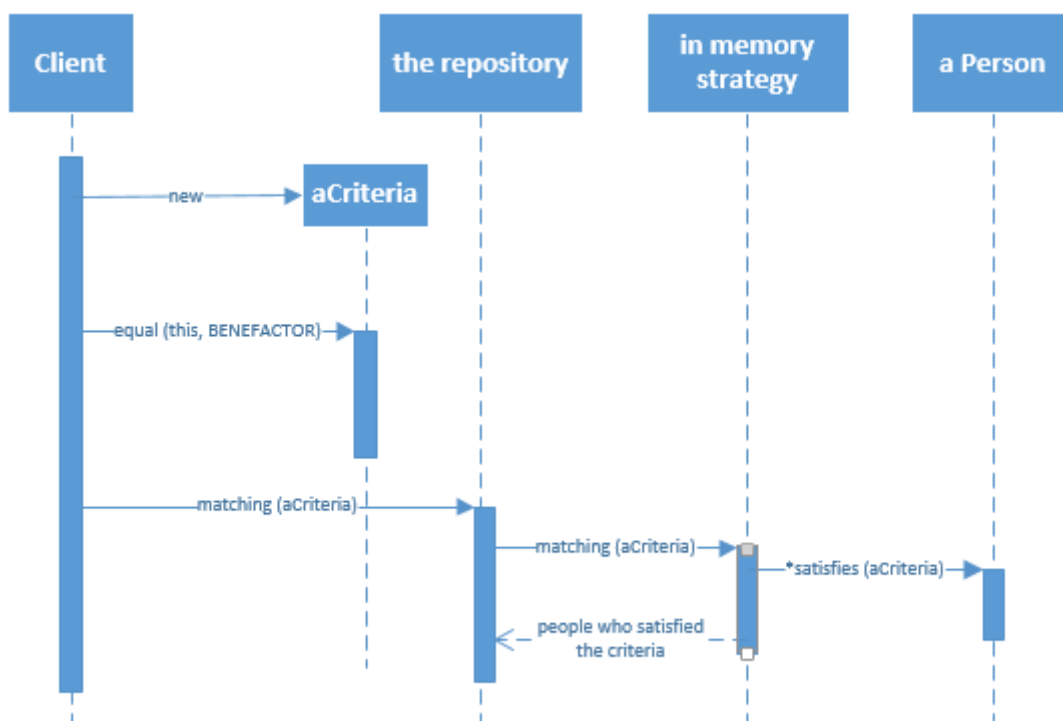 Client
the repository
in memory
strategy
a Person
new
aCriteria
equal (this, BENEFACTOR)
matching (aCriteria)
matching (aCriteria)
*satisfies (aCriteria)
people who satisfied
the criteria